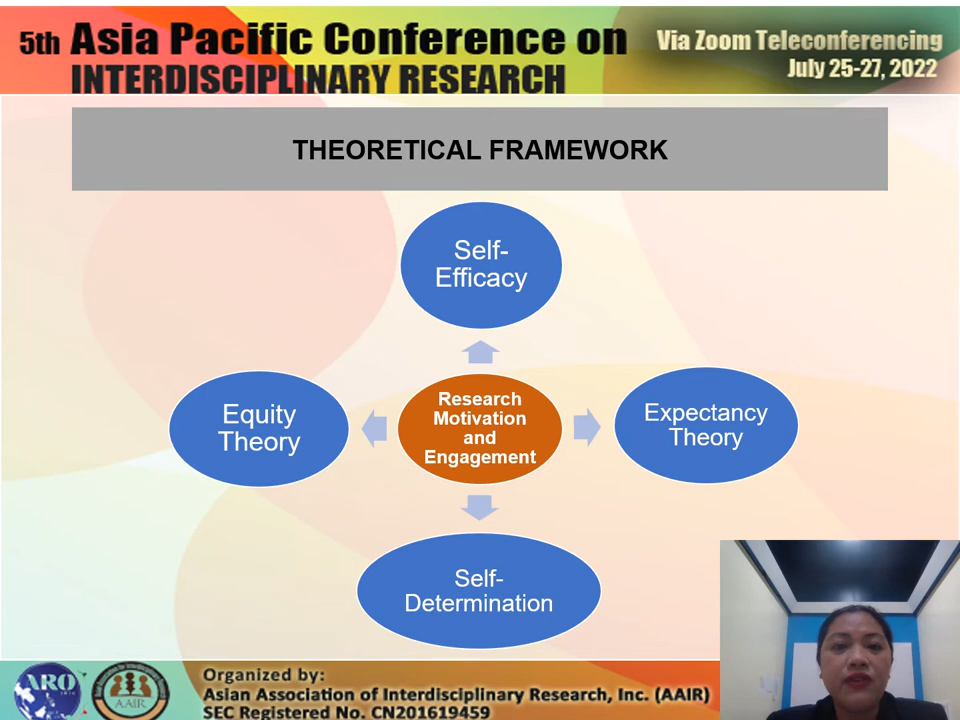 5th Asia Pacific Conference on
INTERDISCIPLINARY RESEARCH
Via Zoom Teleconferencing
July 25-27, 2022
THEORETICAL FRAMEWORK
Self-
Efficacy
Equity
Theory
Research
Motivation
and
Engagement
Expectancy
Theory
Self-
Determination
ARO
AAIR
Organized by:
Asian Association of Interdisciplinary Research, Inc. (AAIR)
SEC Registered No. CN201619459